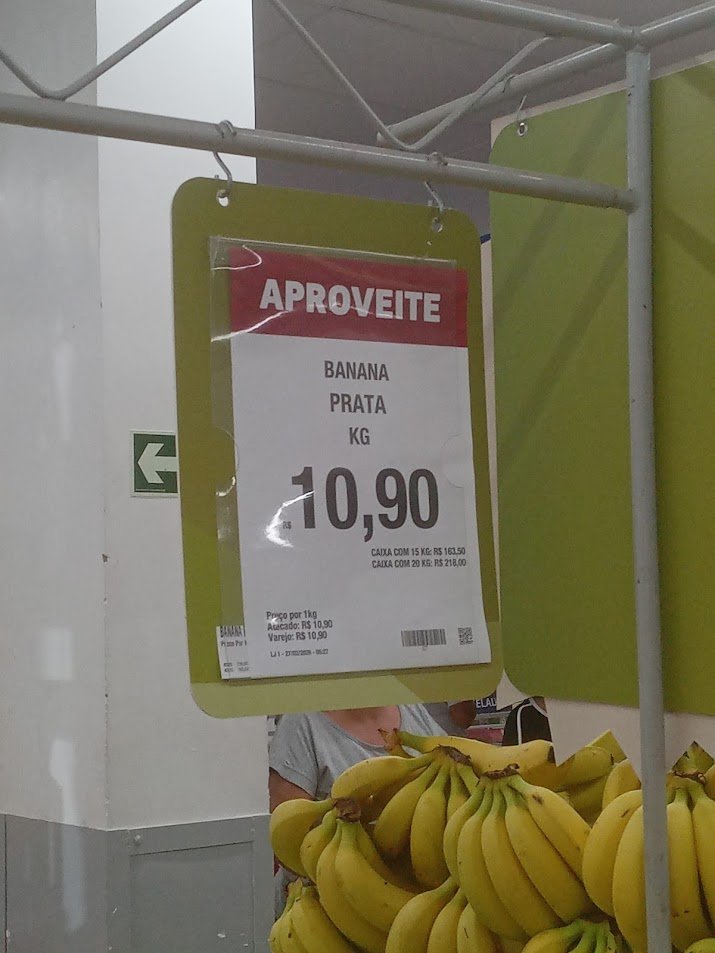 APROVEITE
BANANA
PRATA
KG
R$ 10,90
CAIXA COM 15 KG: R$ 163,50
CAIXA COM 20 KG: R$ 218,00
Preço por 1kg
Atacado: R$ 10,90
Varejo: R$ 10,90
BANANA